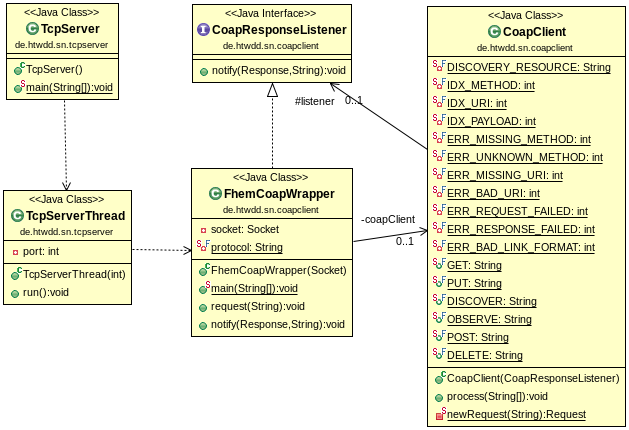 <<Java Class>>
TcpServer
de.htwdd.sn.tcpserver
TcpServer()
main(String[]):void
<<Java Interface>>
CoapResponseListener
de.htwdd.sn.coapclient
notify(Response,String):void
#listener
0..1
<<Java Class>>
CoapClient
de.htwdd.sn.coapclient
DISCOVERY_RESOURCE: String
IDX_METHOD: int
IDX_URI: int
IDX_PAYLOAD: int
ERR_MISSING_METHOD: int
ERR_UNKNOWN_METHOD: int
ERR_MISSING_URI: int
ERR_BAD_URI: int
ERR_REQUEST_FAILED: int
ERR_RESPONSE_FAILED: int
ERR_BAD_LINK_FORMAT: int
GET: String
PUT: String
DISCOVER: String
OBSERVE: String
POST: String
DELETE: String
CoapClient(CoapResponseListener)
process(String[]):void
newRequest(String):Request
<<Java Class>>
TcpServerThread
de.htwdd.sn.tcpserver
port: int
TcpServerThread(int)
run():void
<<Java Class>>
FhemCoapWrapper
de.htwdd.sn.coapclient
socket: Socket
protocol: String
FhemCoapWrapper(Socket)
main(String[]):void
request(String):void
notify(Response,String):void
-coapClient
0..1